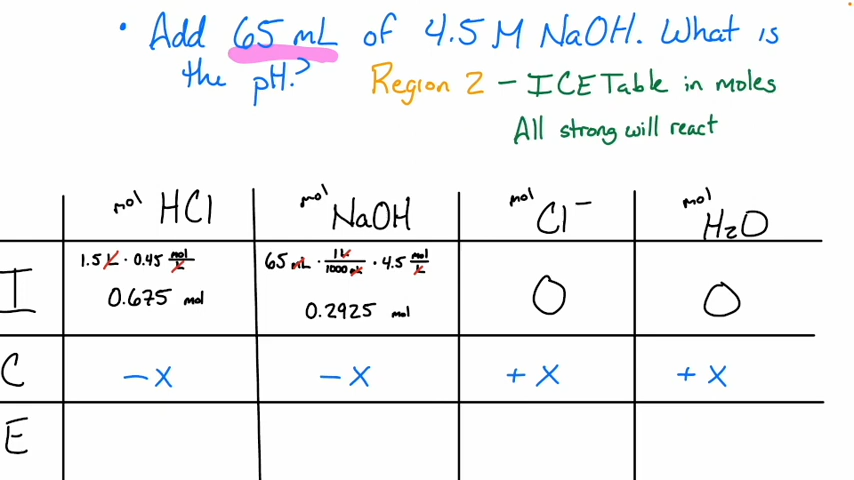 • Add 65 mL of 4.5 M NaOH. What is
the pH? Region 2 – ICE Table in moles
All strong will react
mol HCl mol NaOH mol Cl⁻ mol H₂O
1.5 L · 0.45 mol/L 65 mL · 1L/1000 mL · 4.5 mol/L
I 0.675 mol 0.2925 mol 0 0
C −x −x +x +x
E